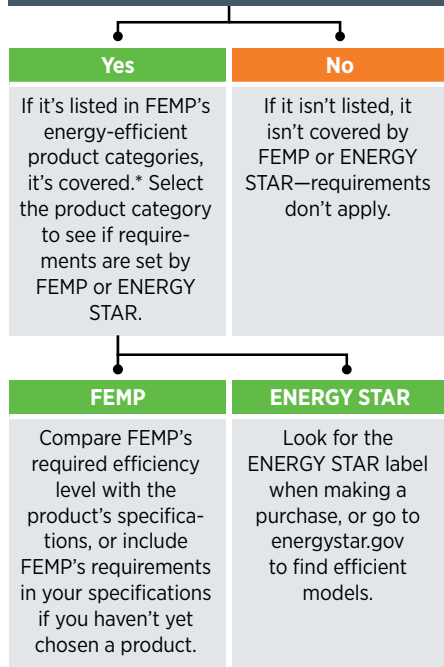 Yes
If it's listed in FEMP's
energy-efficient
product categories,
it's covered.* Select
the product category
to see if require-
ments are set by
FEMP or ENERGY
STAR.
No
If it isn't listed, it
isn't covered by
FEMP or ENERGY
STAR—requirements
don't apply.
FEMP
Compare FEMP's
required efficiency
level with the
product's specifica-
tions, or include
FEMP's requirements
in your specifications
if you haven't yet
chosen a product.
ENERGY STAR
Look for the
ENERGY STAR label
when making a
purchase, or go to
energystar.gov
to find efficient
models.